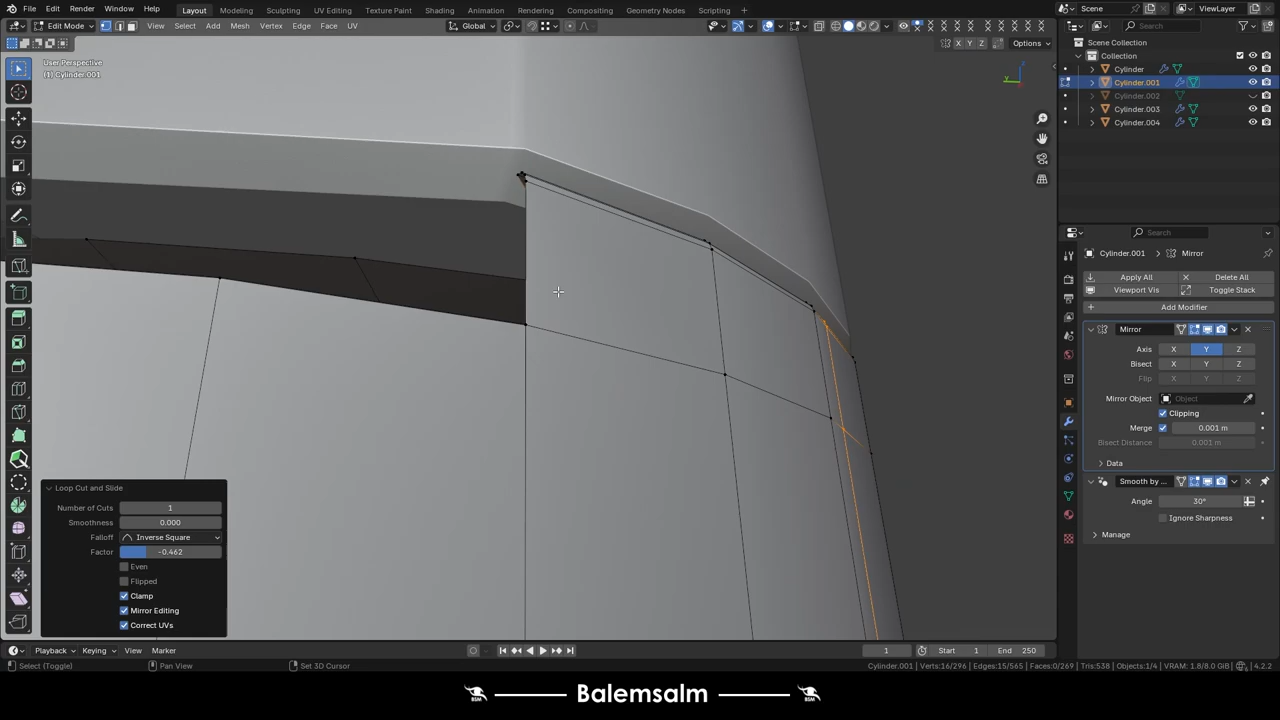 File Edit Render Window Help Layout Modeling Sculpting UV Editing Texture Paint Shading Animation Rendering Compositing Geometry Nodes Scripting Scene ViewLayer
Edit Mode View Select Add Mesh Vertex Edge Face UV Global Search
X Y Z Options
User Perspective
(1) Cylinder.001
Scene Collection
Collection
Cylinder
Cylinder.001
Cylinder.002
Cylinder.003
Cylinder.004
Search
Cylinder.001 Mirror
Apply All Delete All
Viewport Vis Toggle Stack
Add Modifier
Mirror
Axis X Y Z
Bisect X Y Z
Flip X Y Z
Mirror Object Object
Clipping
Merge 0.001 m
Bisect Distance 0.001 m
Data
Smooth by ...
Angle 30°
Ignore Sharpness
Manage
Loop Cut and Slide
Number of Cuts 1
Smoothness 0.000
Falloff Inverse Square
Factor -0.462
Even
Flipped
Clamp
Mirror Editing
Correct UVs
Playback Keying View Marker 1 Start 1 End 250
Select (Toggle) Pan View Set 3D Cursor Cylinder.001 | Verts:16/296 | Edges:15/565 | Faces:0/269 | Tris:538 | Objects:1/4 | VRAM: 1.8/8.0 GiB 4.2.2
Balemsalm
BSM BSM